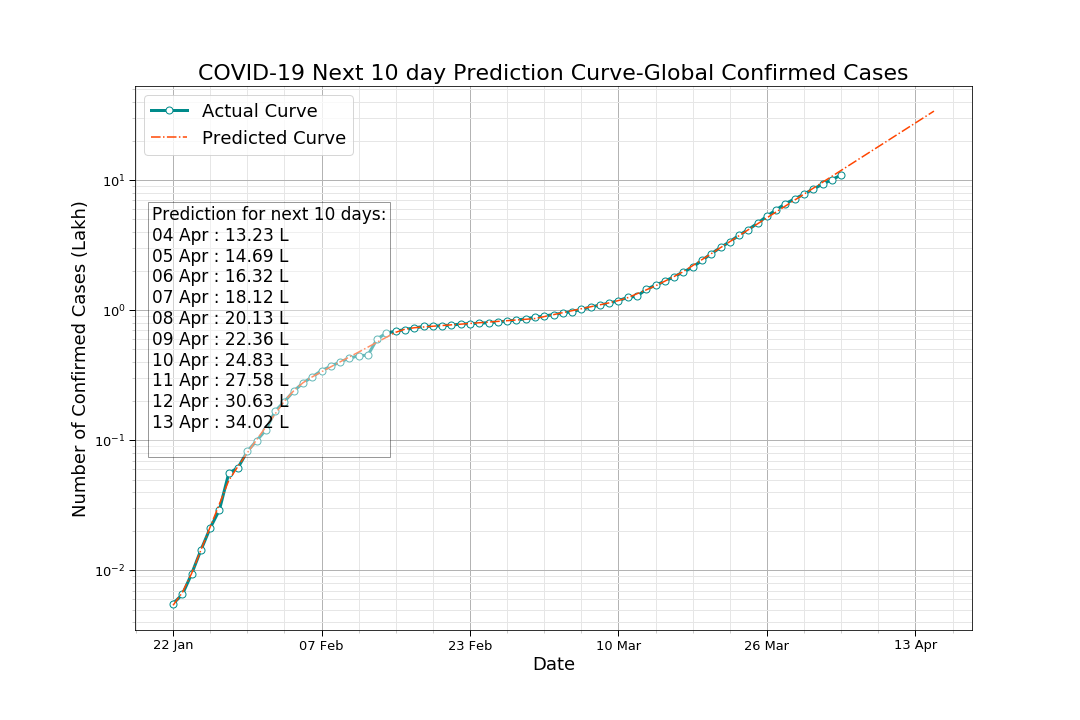 COVID-19 Next 10 day Prediction Curve-Global Confirmed Cases
Actual Curve
Predicted Curve
Prediction for next 10 days:
04 Apr : 13.23 L
05 Apr : 14.69 L
06 Apr : 16.32 L
07 Apr : 18.12 L
08 Apr : 20.13 L
09 Apr : 22.36 L
10 Apr : 24.83 L
11 Apr : 27.58 L
12 Apr : 30.63 L
13 Apr : 34.02 L
Number of Confirmed Cases (Lakh)
10¹
10⁰
10⁻¹
10⁻²
22 Jan 07 Feb 23 Feb 10 Mar 26 Mar 13 Apr
Date